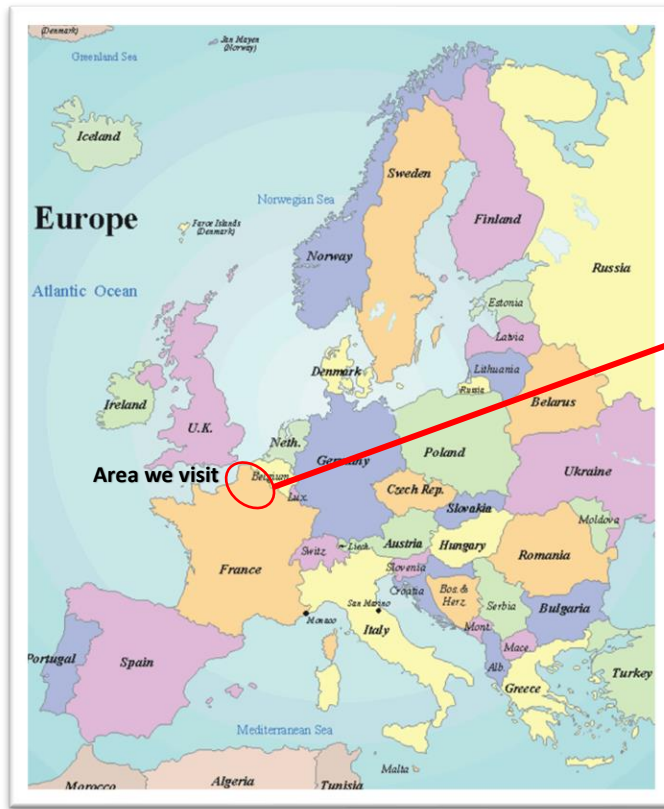 (Denmark)
Jan Mayen
(Norway)
Greenland Sea
Iceland
Sweden
Norwegian Sea
Europe
Faroe Islands
(Denmark)
Finland
Norway
Russia
Atlantic Ocean
Estonia
Latvia
Denmark
Lithuania
Russia
Ireland
Belarus
U.K.
Neth.
Poland
Germany
Area we visit
Belgium
Ukraine
Czech Rep.
Lux.
Slovakia
Moldova
Liech.
Austria
Hungary
Switz.
Romania
France
Slovenia
Croatia
Bos. &
Herz.
San Marino
Serbia
Monaco
Bulgaria
Italy
Mont.
Mace.
Portugal
Spain
Alb.
Turkey
Greece
Mediterranean Sea
Malta
Morocco
Algeria
Tunisia